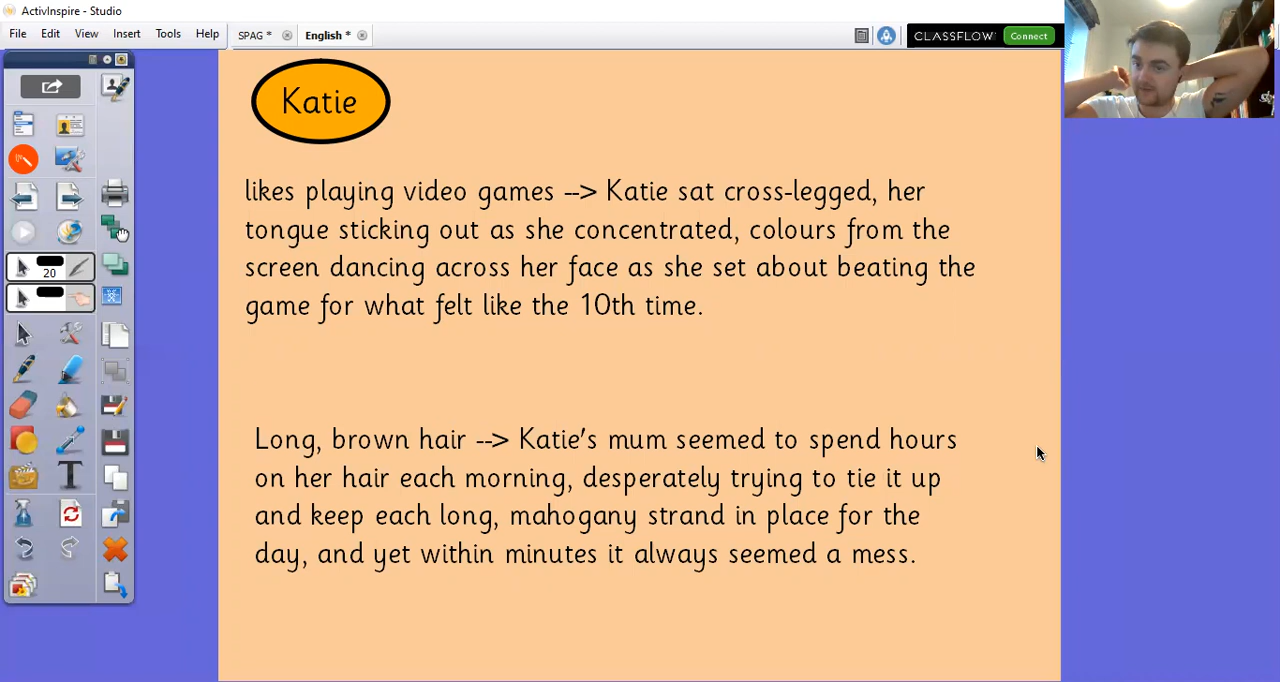 ActivInspire - Studio
File Edit View Insert Tools Help
SPAG * English *
CLASSFLOW Connect
Katie
likes playing video games --> Katie sat cross-legged, her
tongue sticking out as she concentrated, colours from the
screen dancing across her face as she set about beating the
game for what felt like the 10th time.
20
Long, brown hair --> Katie's mum seemed to spend hours
on her hair each morning, desperately trying to tie it up
and keep each long, mahogany strand in place for the
day, and yet within minutes it always seemed a mess.